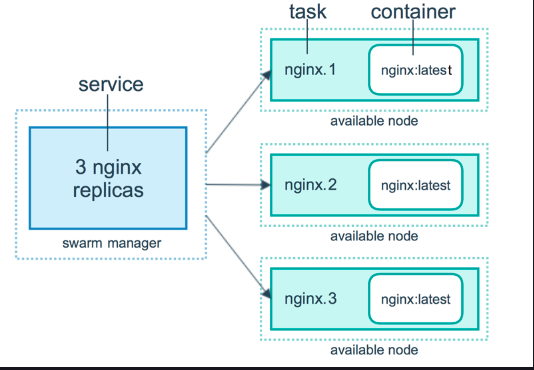 task
container
service
nginx.1
nginx:latest
available node
3 nginx
replicas
swarm manager
nginx.2
nginx:latest
available node
nginx.3
nginx:latest
available node